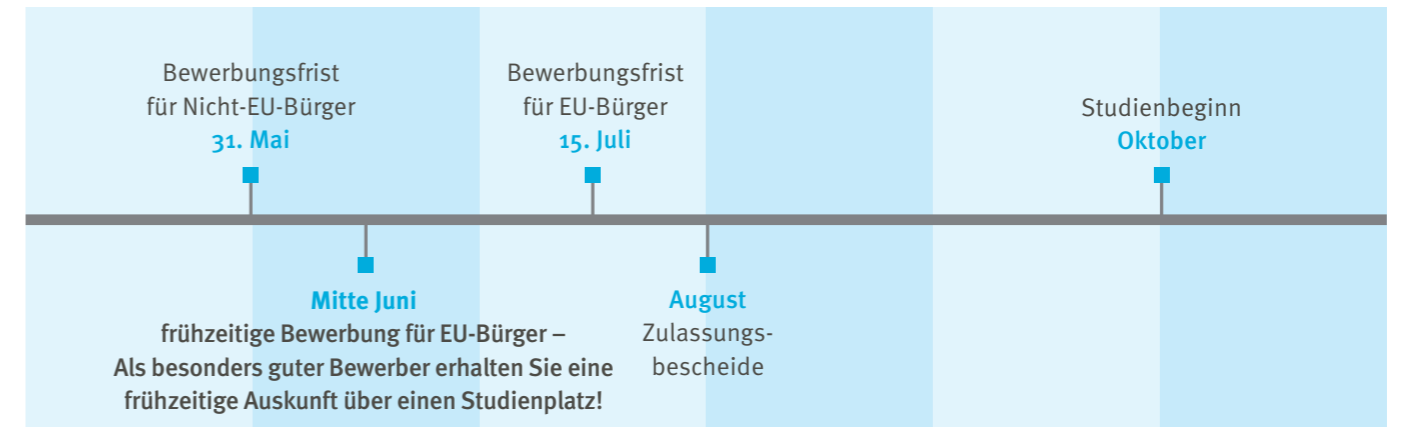 Bewerbungsfrist
für Nicht-EU-Bürger
31. Mai
Bewerbungsfrist
für EU-Bürger
15. Juli
Studienbeginn
Oktober
Mitte Juni
frühzeitige Bewerbung für EU-Bürger –
Als besonders guter Bewerber erhalten Sie eine
frühzeitige Auskunft über einen Studienplatz!
August
Zulassungs-
bescheide